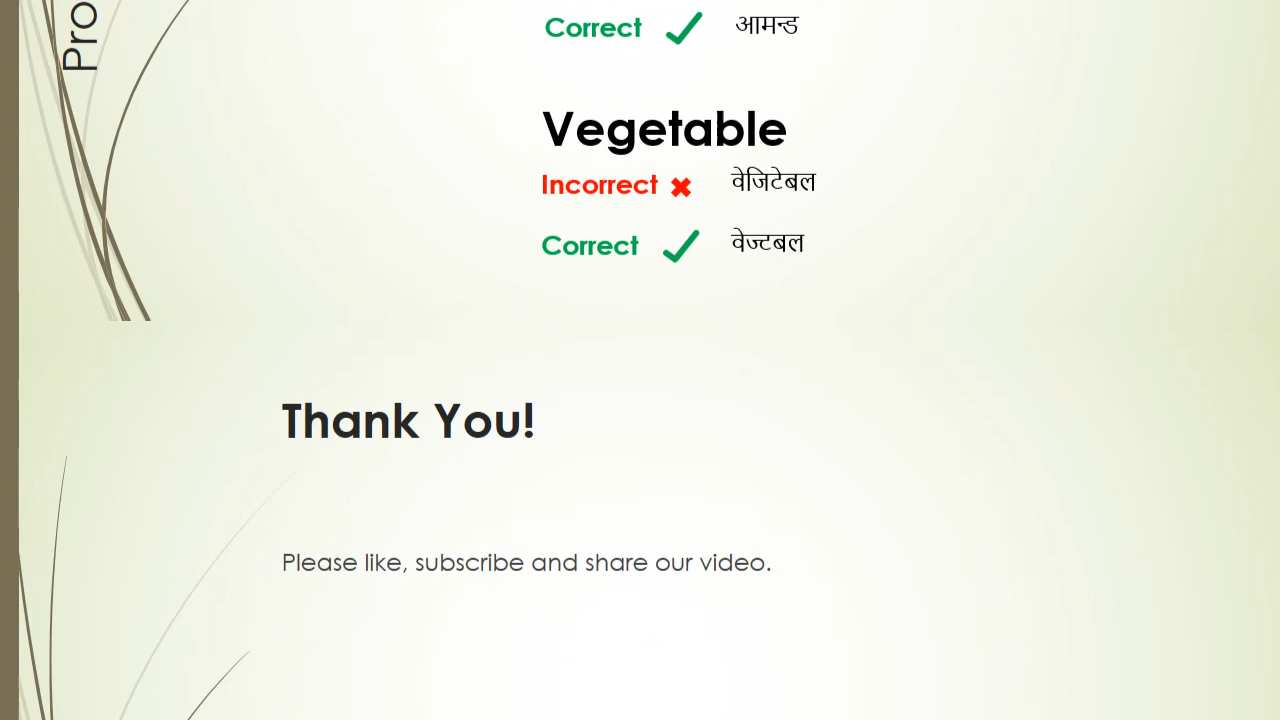 Pro
Correct ✓ आमन्ड
Vegetable
Incorrect ✖ वेजिटेबल
Correct ✓ वेज्टबल
Thank You!
Please like, subscribe and share our video.